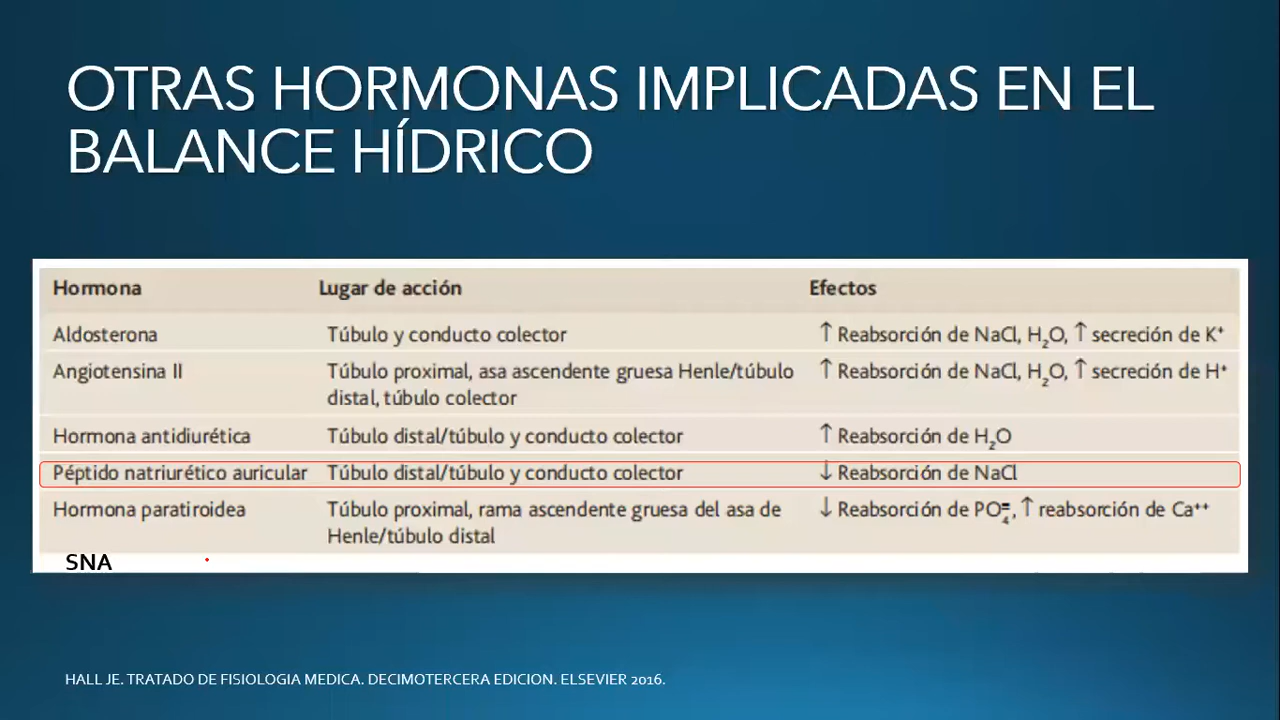 OTRAS HORMONAS IMPLICADAS EN EL
BALANCE HÍDRICO
Hormona Lugar de acción Efectos
Aldosterona Túbulo y conducto colector ↑ Reabsorción de NaCl, H₂O, ↑ secreción de K⁺
Angiotensina II Túbulo proximal, asa ascendente gruesa Henle/túbulo ↑ Reabsorción de NaCl, H₂O, ↑ secreción de H⁺
distal, túbulo colector
Hormona antidiurética Túbulo distal/túbulo y conducto colector ↑ Reabsorción de H₂O
Péptido natriurético auricular Túbulo distal/túbulo y conducto colector ↓ Reabsorción de NaCl
Hormona paratiroidea Túbulo proximal, rama ascendente gruesa del asa de ↓ Reabsorción de PO₄⁼, ↑ reabsorción de Ca⁺⁺
Henle/túbulo distal
SNA
HALL JE. TRATADO DE FISIOLOGIA MEDICA. DECIMOTERCERA EDICION. ELSEVIER 2016.